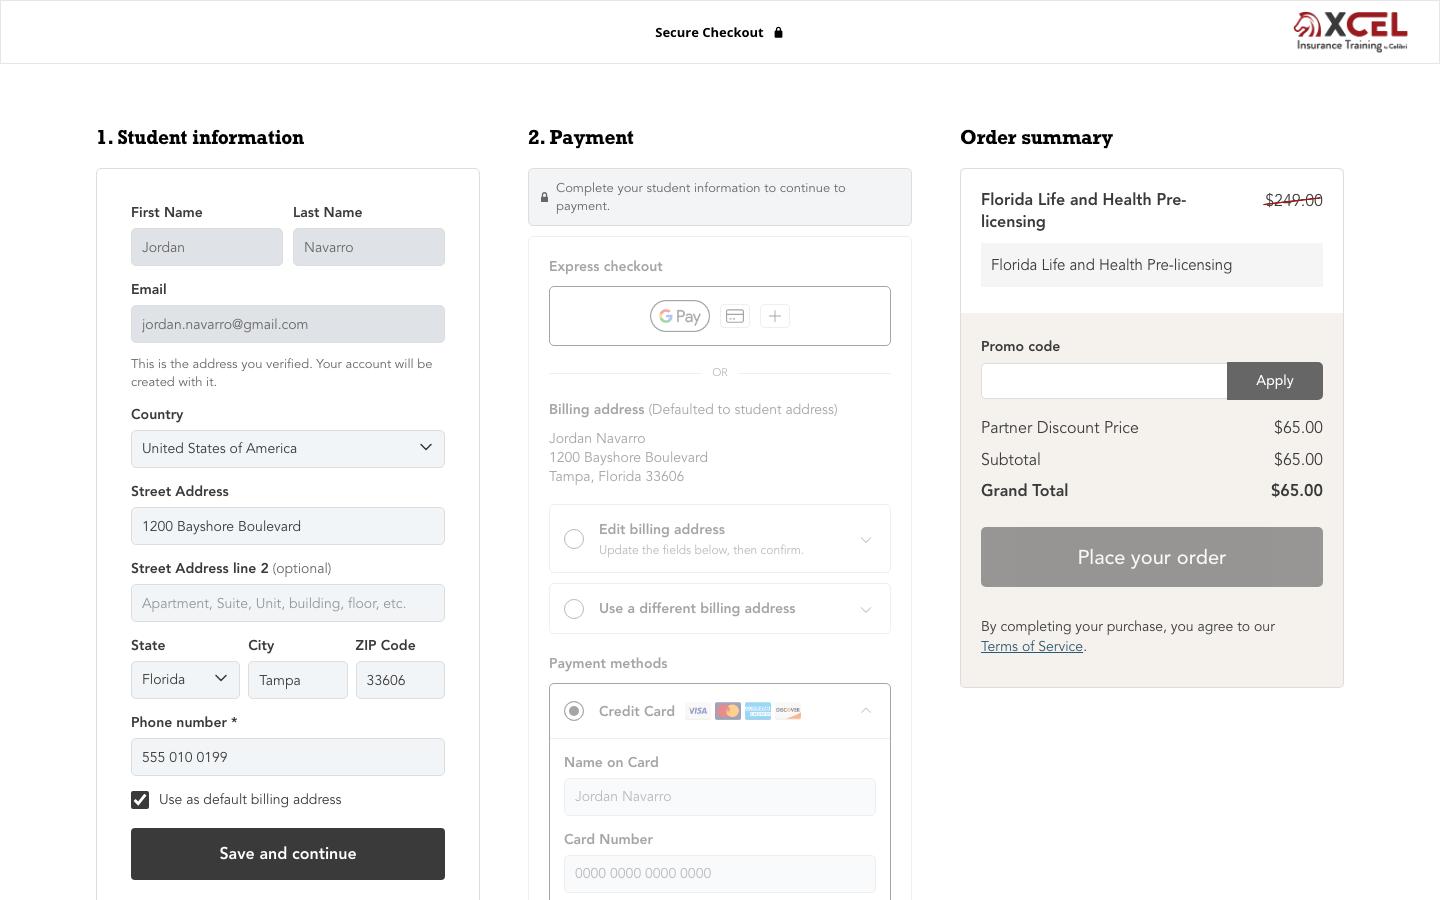 Secure Checkout
XCEL
Insurance Training by Colibri
1. Student information
First Name
Last Name
Jordan
Navarro
Email
jordan.navarro@gmail.com
This is the address you verified. Your account will be
created with it.
Country
United States of America
Street Address
1200 Bayshore Boulevard
Street Address line 2 (optional)
Apartment, Suite, Unit, building, floor, etc.
State
City
ZIP Code
Florida
Tampa
33606
Phone number *
555 010 0199
Use as default billing address
Save and continue
2. Payment
Complete your student information to continue to
payment.
Express checkout
G Pay
OR
Billing address (Defaulted to student address)
Jordan Navarro
1200 Bayshore Boulevard
Tampa, Florida 33606
Edit billing address
Update the fields below, then confirm.
Use a different billing address
Payment methods
Credit Card
VISA
DISCOVER
Name on Card
Jordan Navarro
Card Number
0000 0000 0000 0000
Order summary
Florida Life and Health Pre-
licensing
$249.00
Florida Life and Health Pre-licensing
Promo code
Apply
Partner Discount Price
$65.00
Subtotal
$65.00
Grand Total
$65.00
Place your order
By completing your purchase, you agree to our
Terms of Service.